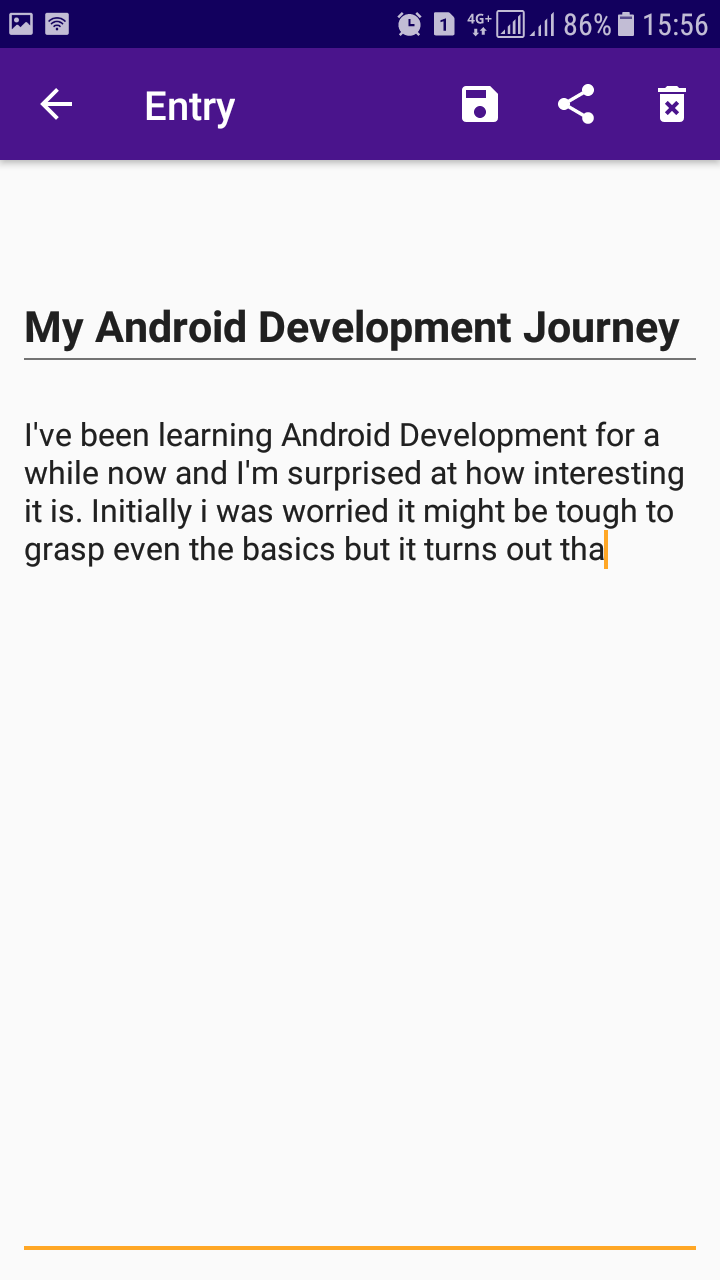 1 4G+ 86% 15:56
Entry
My Android Development Journey
I've been learning Android Development for a
while now and I'm surprised at how interesting
it is. Initially i was worried it might be tough to
grasp even the basics but it turns out tha